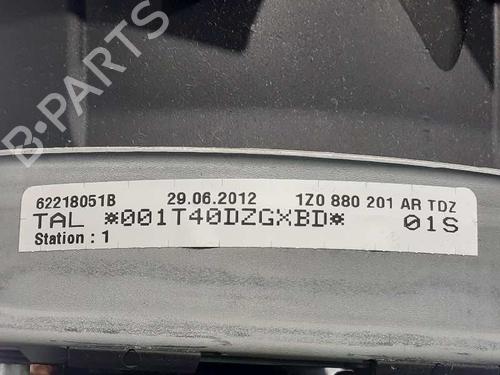 B-PARTS
62218051B 29.06.2012 1Z0 880 201 AR TDZ
TAL *001T40DZGXBD* 01S
Station : 1